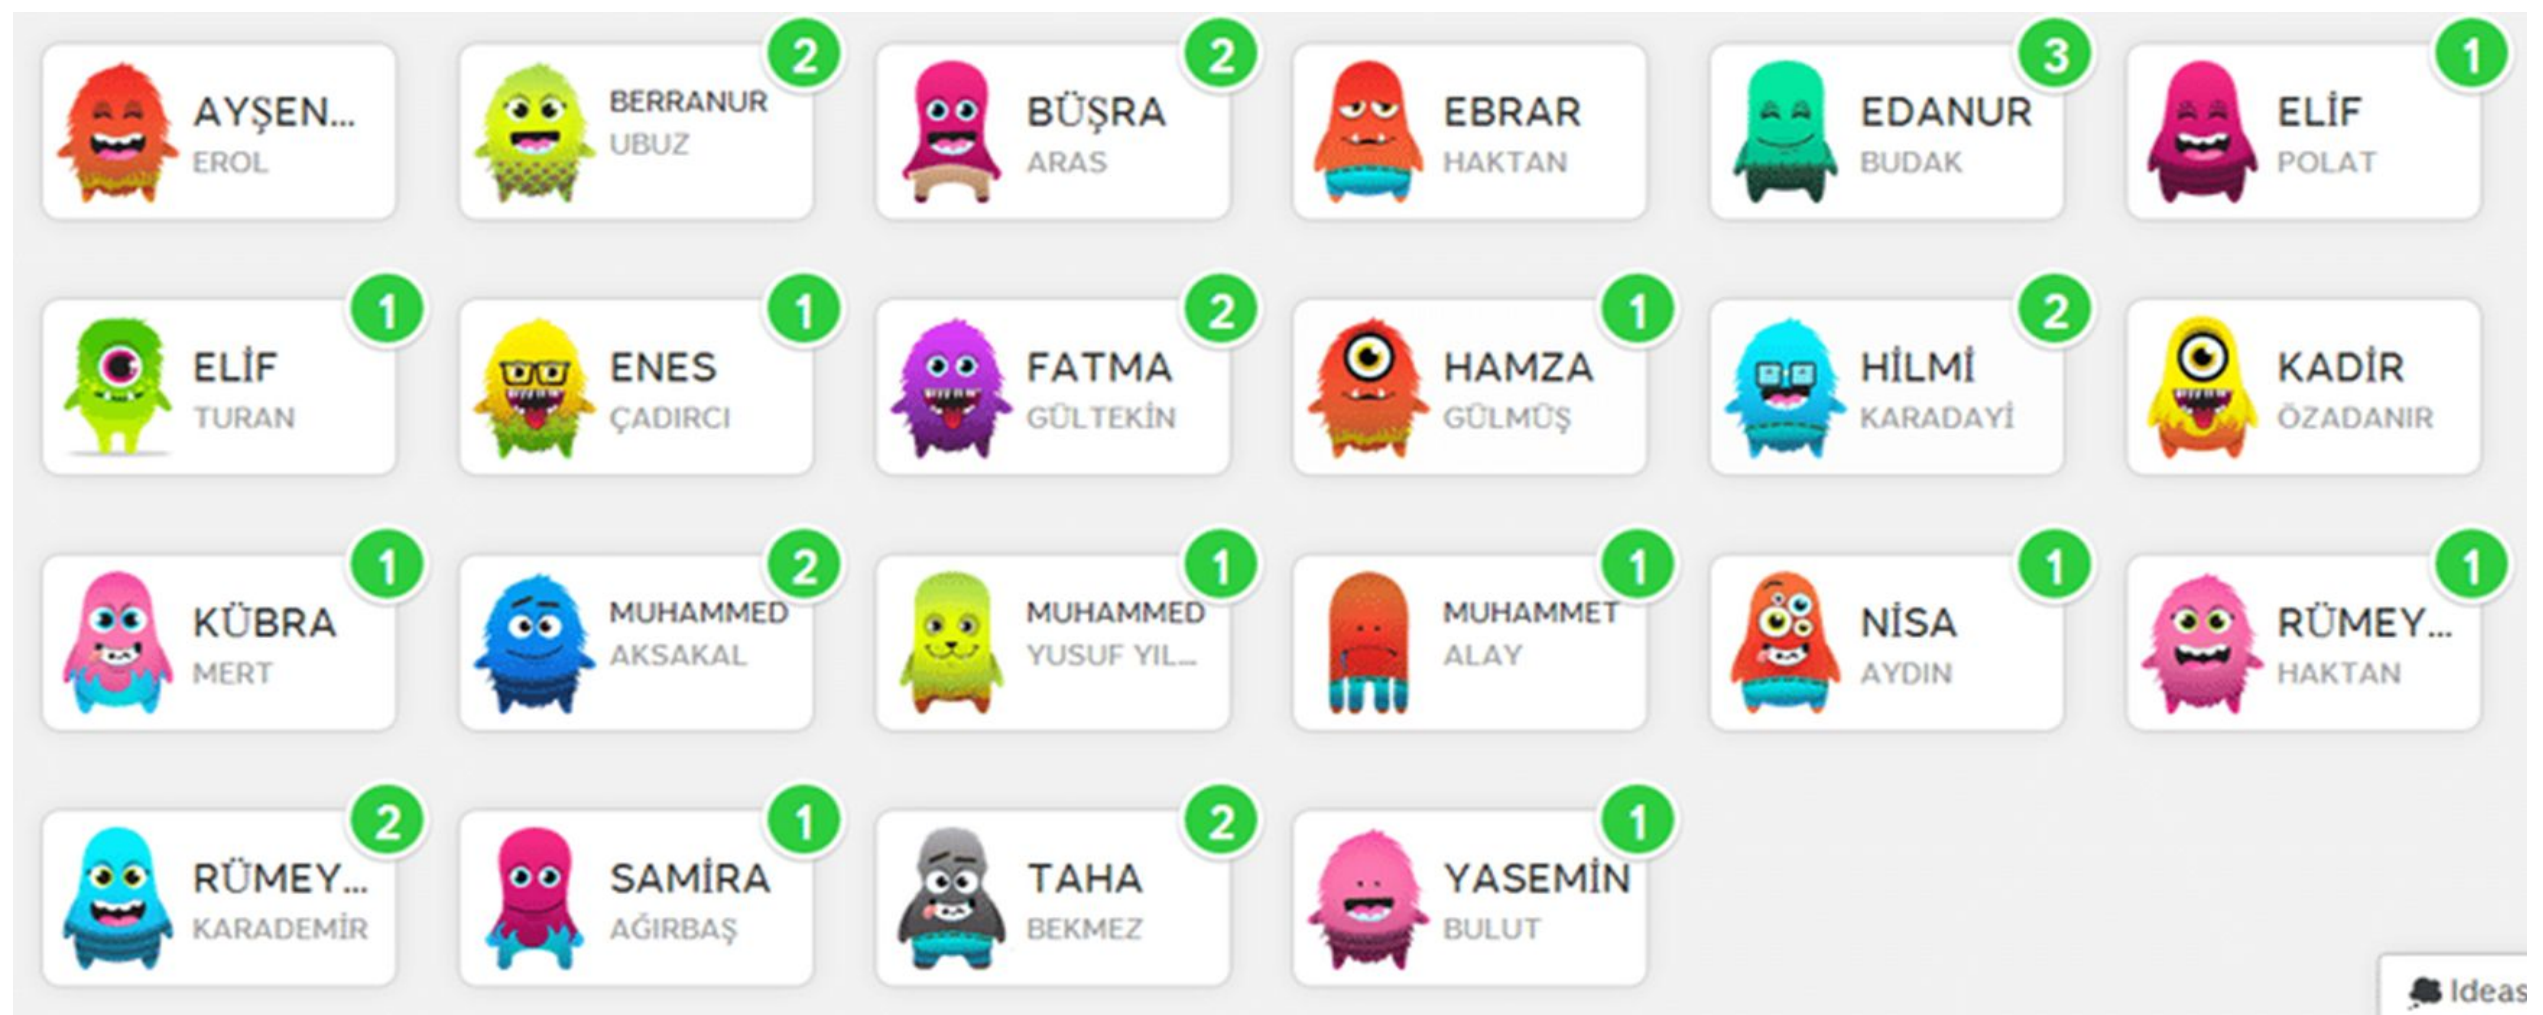 AYŞEN...
EROL
2
BERRANUR
UBUZ
2
BÜŞRA
ARAS
EBRAR
HAKTAN
3
EDANUR
BUDAK
1
ELİF
POLAT
1
ELİF
TURAN
1
ENES
ÇADIRCI
2
FATMA
GÜLTEKİN
1
HAMZA
GÜLMÜŞ
2
HİLMİ
KARADAYİ
KADİR
ÖZADANIR
1
KÜBRA
MERT
2
MUHAMMED
AKSAKAL
1
MUHAMMED
YUSUF YIL...
1
MUHAMMET
ALAY
1
NİSA
AYDIN
1
RÜMEY...
HAKTAN
2
RÜMEY...
KARADEMİR
1
SAMİRA
AĞIRBAŞ
2
TAHA
BEKMEZ
1
YASEMİN
BULUT
Ideas